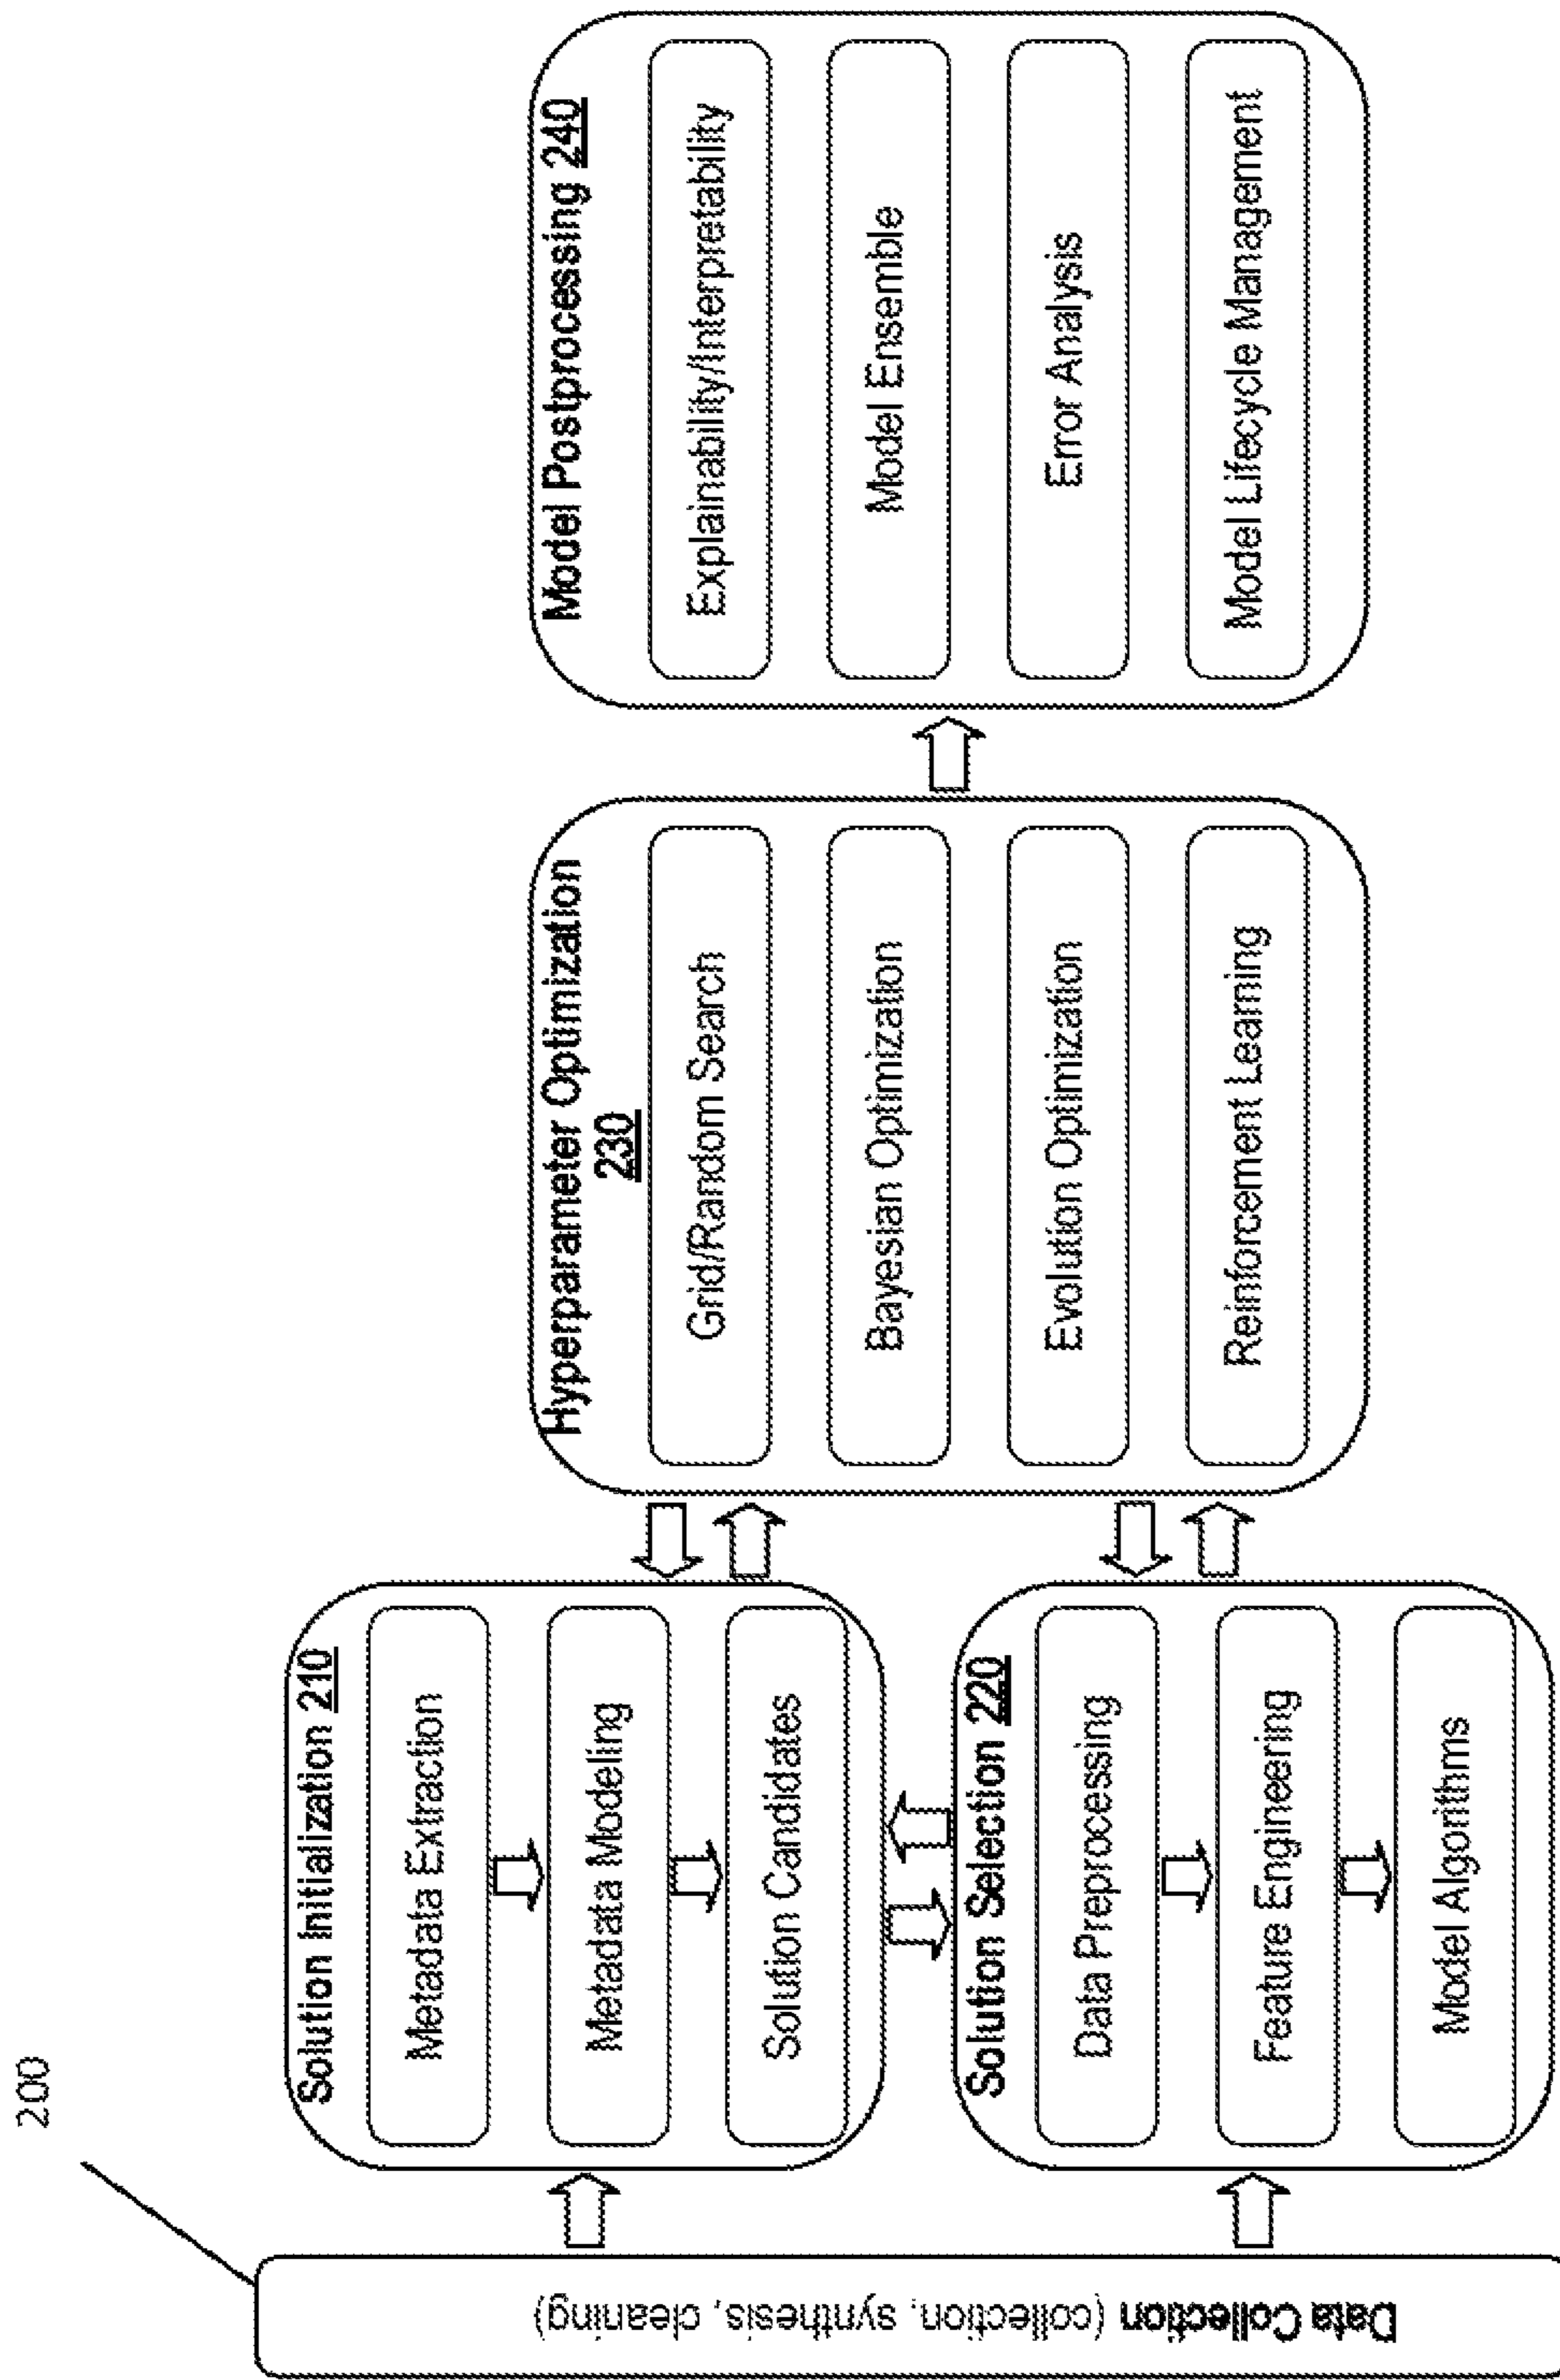 200
Data Collection (collection, synthesis, cleaning)
Solution Initialization 210
Metadata Extraction
Metadata Modeling
Solution Candidates
Solution Selection 220
Data Preprocessing
Feature Engineering
Model Algorithms
Hyperparameter Optimization
230
Grid/Random Search
Bayesian Optimization
Evolution Optimization
Reinforcement Learning
Model Postprocessing 240
Explainability/Interpretability
Model Ensemble
Error Analysis
Model Lifecycle Management